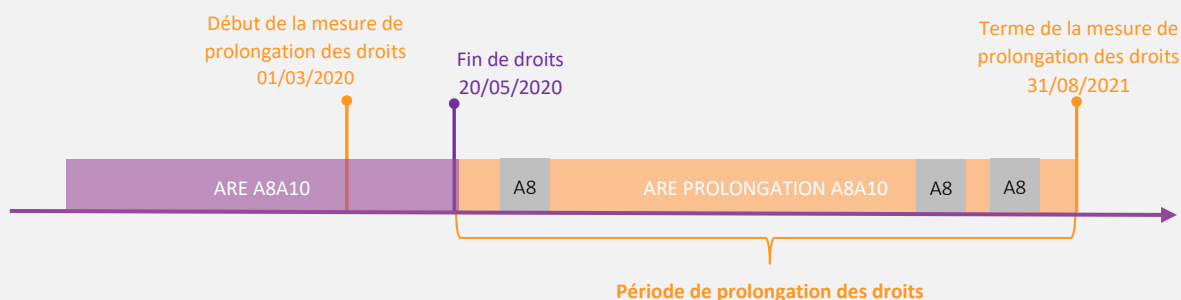 Début de la mesure de
prolongation des droits
01/03/2020
Fin de droits
20/05/2020
Terme de la mesure de
prolongation des droits
31/08/2021
ARE A8A10
A8
ARE PROLONGATION A8A10
A8
A8
Période de prolongation des droits